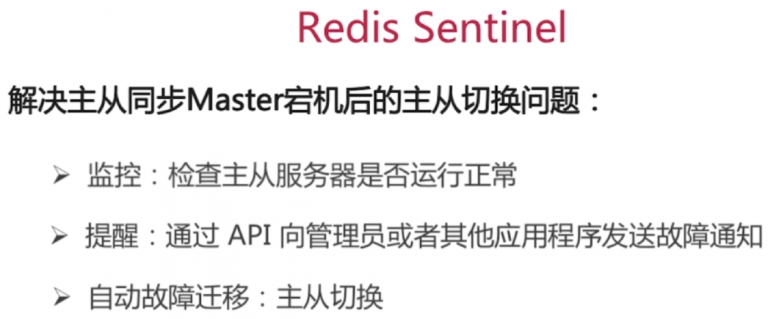 Redis Sentinel
解决主从同步Master宕机后的主从切换问题：
监控：检查主从服务器是否运行正常
提醒：通过 API 向管理员或者其他应用程序发送故障通知
自动故障迁移：主从切换